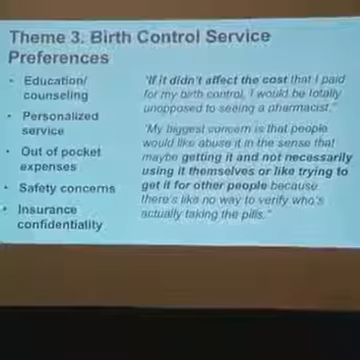 Theme 3. Birth Control Service
Preferences
• Education/
counseling
• Personalized
service
• Out of pocket
expenses
• Safety concerns
• Insurance
confidentiality
"If it didn't affect the cost that I paid
for my birth control, I would be totally
unopposed to seeing a pharmacist."
"My biggest concern is that people
would like abuse it in the sense that
maybe getting it and not necessarily
using it themselves or like trying to
get it for other people because
there's like no way to verify who's
actually taking the pills."